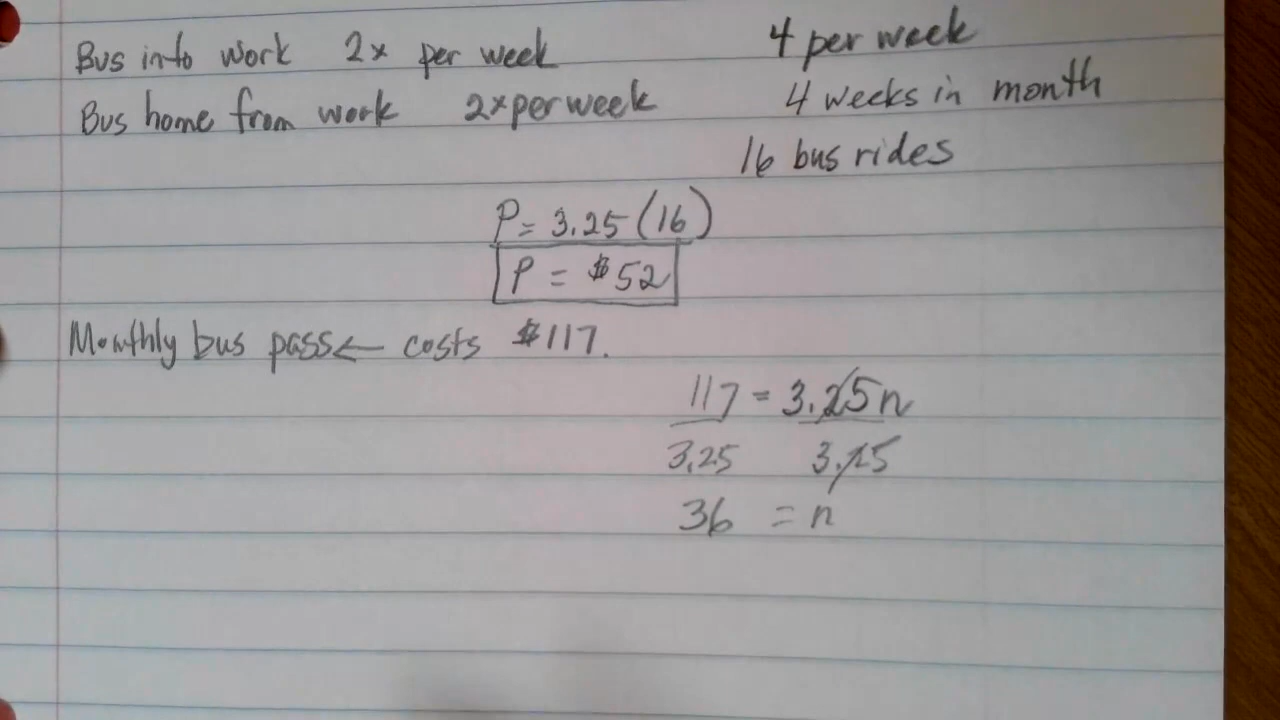 Bus into work 2x per week 4 per week
Bus home from work 2x per week 4 weeks in month
16 bus rides
P = 3.25 (16)
P = $52
Monthly bus pass ← costs $117.
117 = 3.25n
3.25 3.25
36 = n